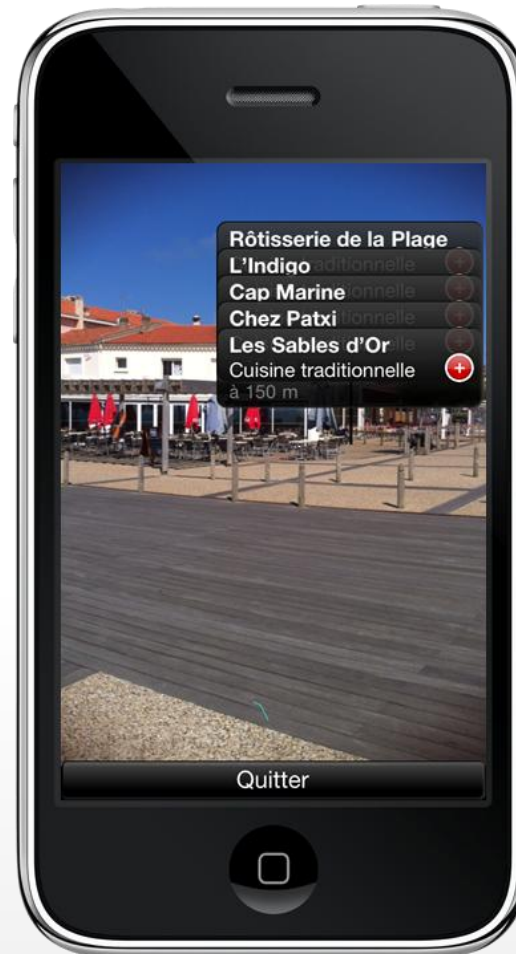 Rôtisserie de la Plage
L'Indigo
Cap Marine
Chez Patxi
Les Sables d'Or
Cuisine traditionnelle
à 150 m
Quitter